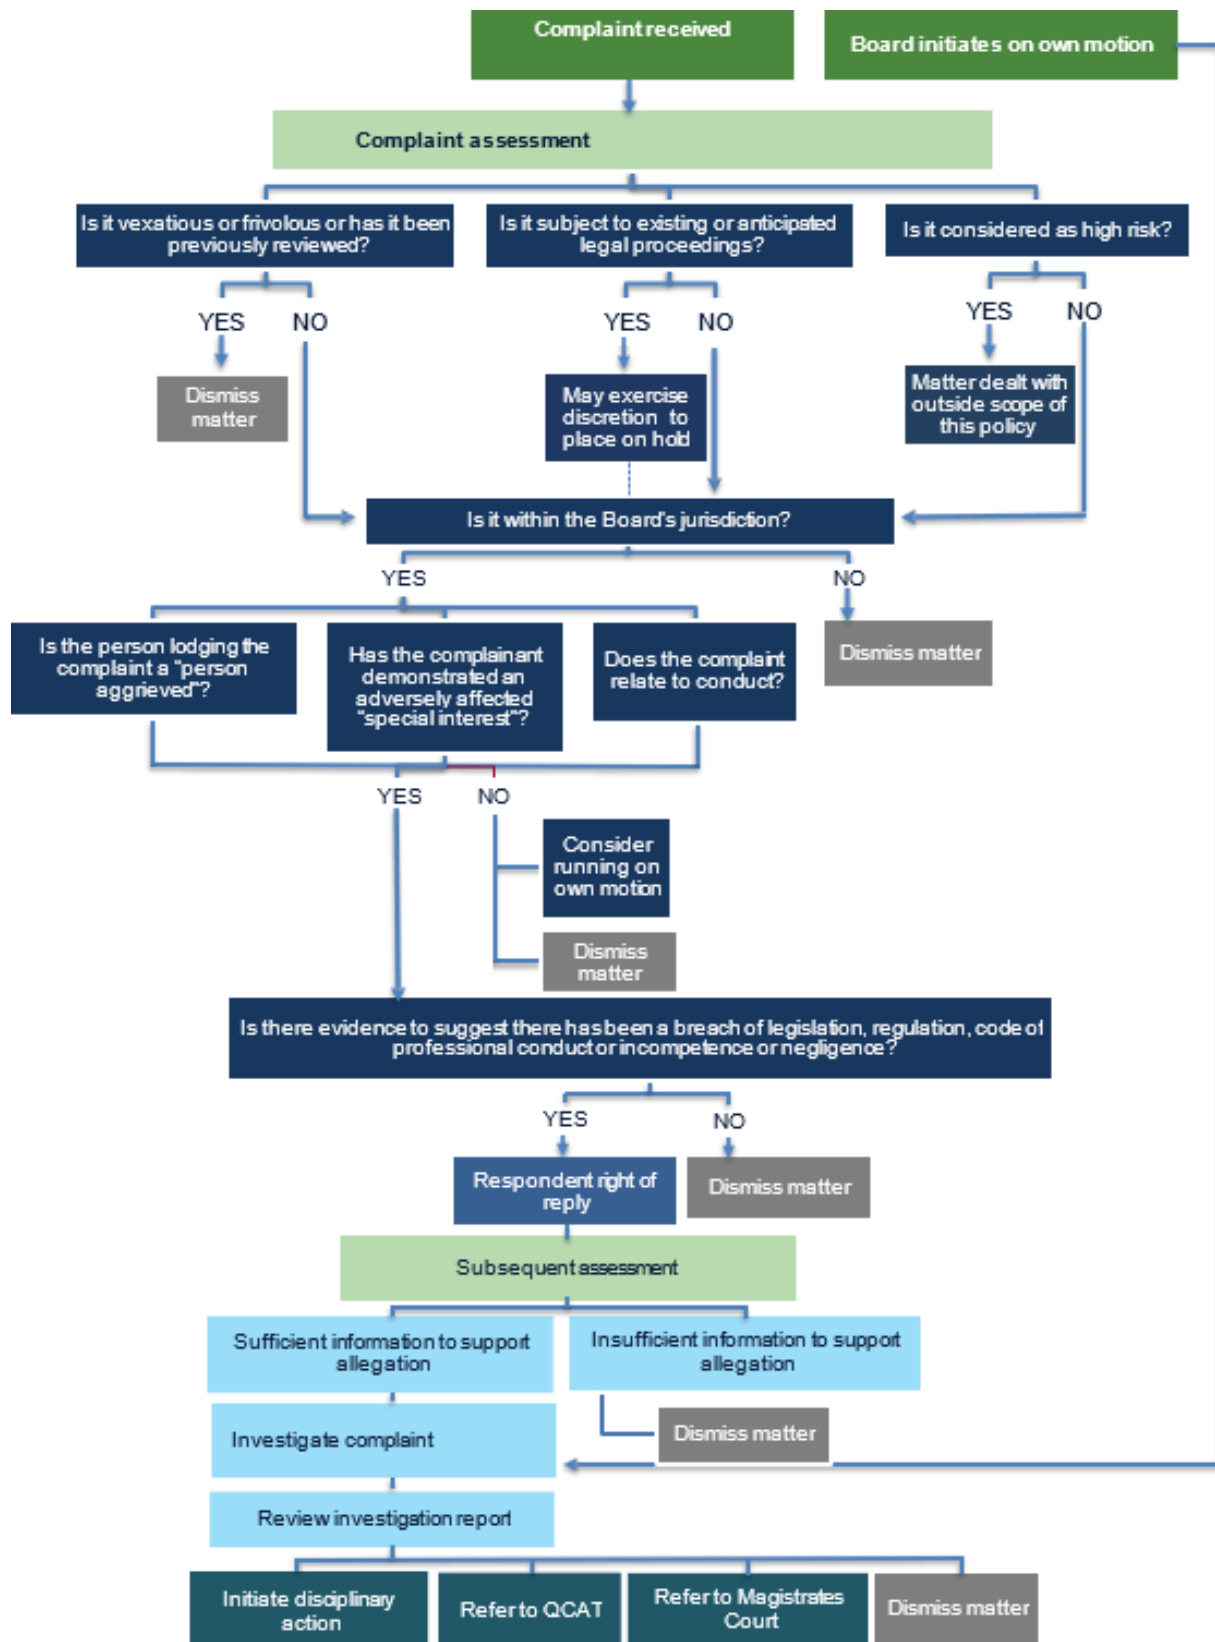 Complaint received
Board initiates on own motion
Complaint assessment
Is it vexatious or frivolous or has it been
previously reviewed?
Is it subject to existing or anticipated
legal proceedings?
Is it considered as high risk?
YES
NO
YES
NO
YES
NO
Dismiss
matter
May exercise
discretion to
place on hold
Matter dealt with
outside scope of
this policy
Is it within the Board's jurisdiction?
YES
NO
Is the person lodging the
complaint a "person
aggrieved"?
Has the complainant
demonstrated an
adversely affected
"special interest"?
Does the complaint
relate to conduct?
Dismiss matter
YES
NO
Consider
running on
own motion
Dismiss
matter
Is there evidence to suggest there has been a breach of legislation, regulation, code of
professional conduct or incompetence or negligence?
YES
NO
Respondent right of
reply
Dismiss matter
Subsequent assessment
Sufficient information to support
allegation
Insufficient information to support
allegation
Investigate complaint
Dismiss matter
Review investigation report
Initiate disciplinary
action
Refer to QCAT
Refer to Magistrates
Court
Dismiss matter